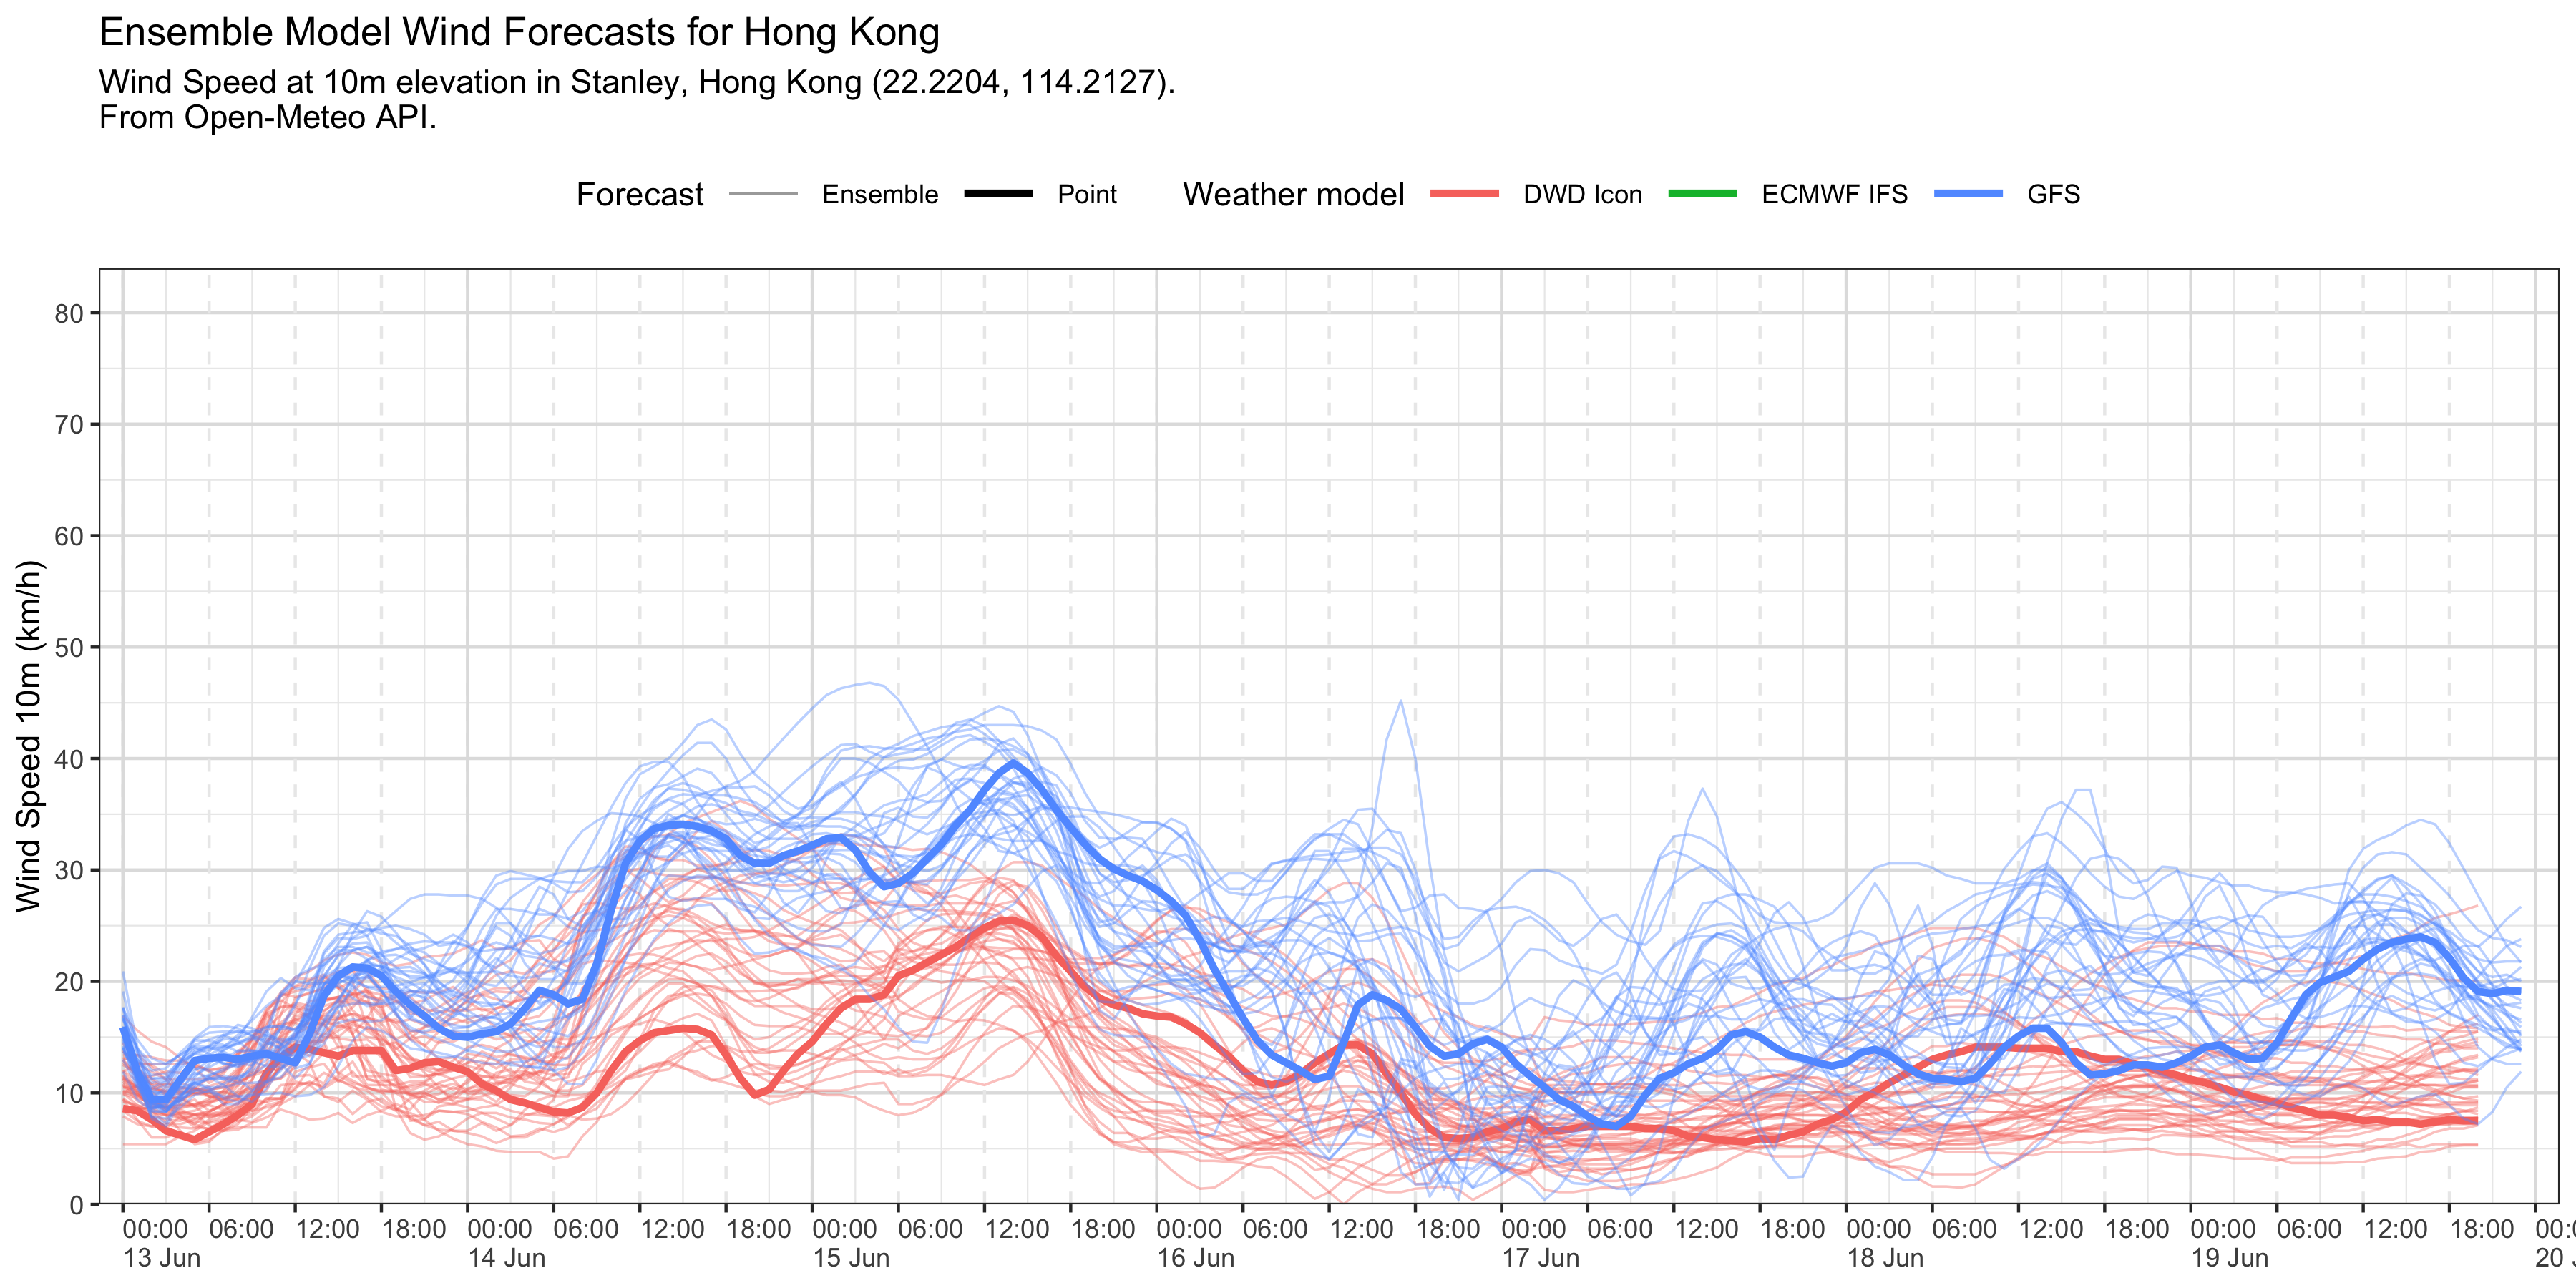 Ensemble Model Wind Forecasts for Hong Kong
Wind Speed at 10m elevation in Stanley, Hong Kong (22.2204, 114.2127).
From Open-Meteo API.
Forecast Ensemble Point Weather model DWD Icon ECMWF IFS GFS
Wind Speed 10m (km/h)
80
70
60
50
40
30
20
10
0
00:00 06:00 12:00 18:00 00:00 06:00 12:00 18:00 00:00 06:00 12:00 18:00 00:00 06:00 12:00 18:00 00:00 06:00 12:00 18:00 00:00 06:00 12:00 18:00 00:00 06:00 12:00 18:00 00:0
13 Jun 14 Jun 15 Jun 16 Jun 17 Jun 18 Jun 19 Jun 20